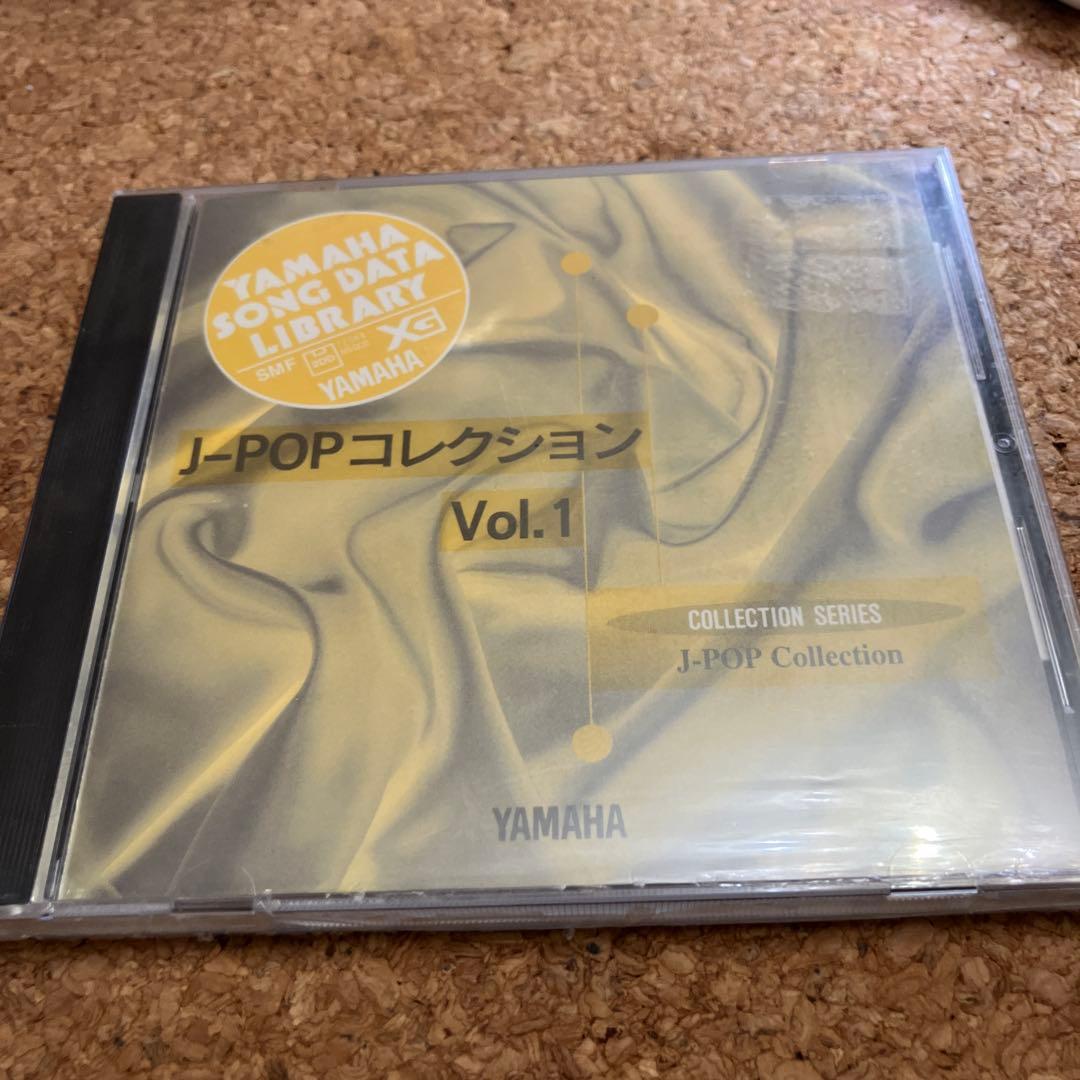 YAMAHA
SONG DATA
LIBRARY
SMF
2DD
XG
YAMAHA
J-POPコレクション
Vol.1
COLLECTION SERIES
J-POP Collection
YAMAHA